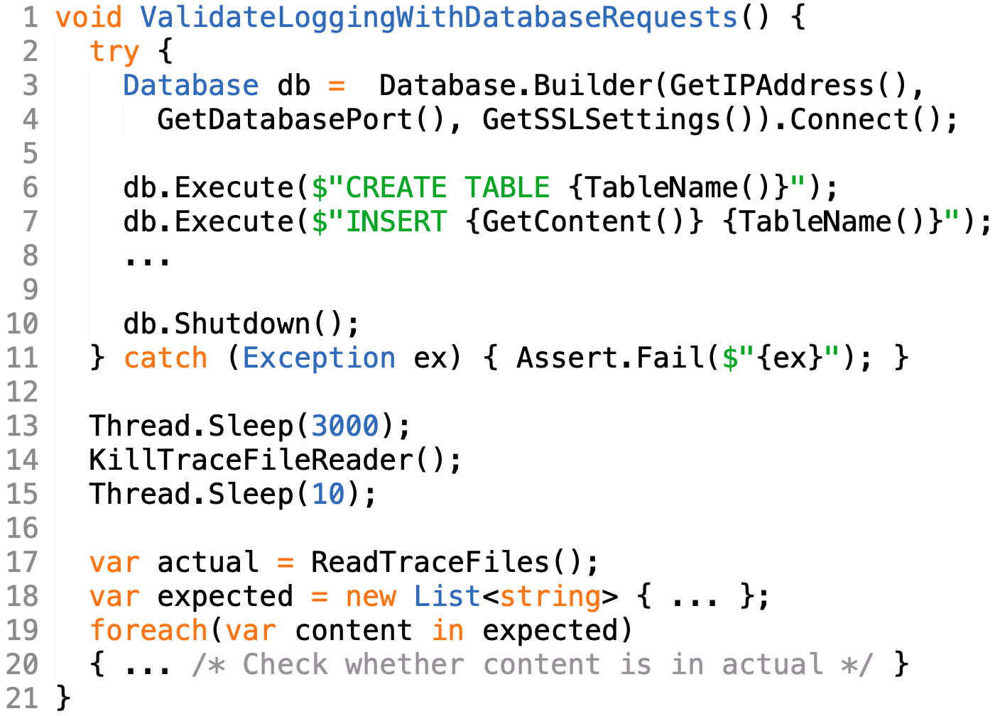 1 void ValidateLoggingWithDatabaseRequests() {
2   try {
3     Database db =  Database.Builder(GetIPAddress(),
4       GetDatabasePort(), GetSSLSettings()).Connect();
5
6     db.Execute($"CREATE TABLE {TableName()}");
7     db.Execute($"INSERT {GetContent()} {TableName()}");
8     ...
9
10     db.Shutdown();
11   } catch (Exception ex) { Assert.Fail($"{ex}"); }
12
13   Thread.Sleep(3000);
14   KillTraceFileReader();
15   Thread.Sleep(10);
16
17   var actual = ReadTraceFiles();
18   var expected = new List<string> { ... };
19   foreach(var content in expected)
20   { ... /* Check whether content is in actual */ }
21 }